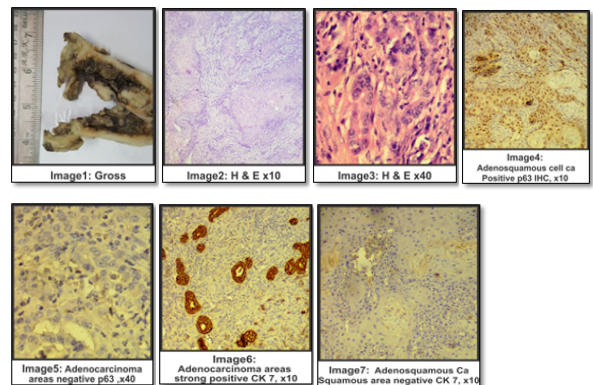 Image1: Gross
Image2: H & E x10
Image3: H & E x40
Image4:
Adenosquamous cell ca
Positive p63 IHC, x10
Image5: Adenocarcinoma
areas negative p63 ,x40
Image6:
Adenocarcinoma areas
strong positive CK 7, x10
Image7: Adenosquamous Ca
Squamous area negative CK 7, x10